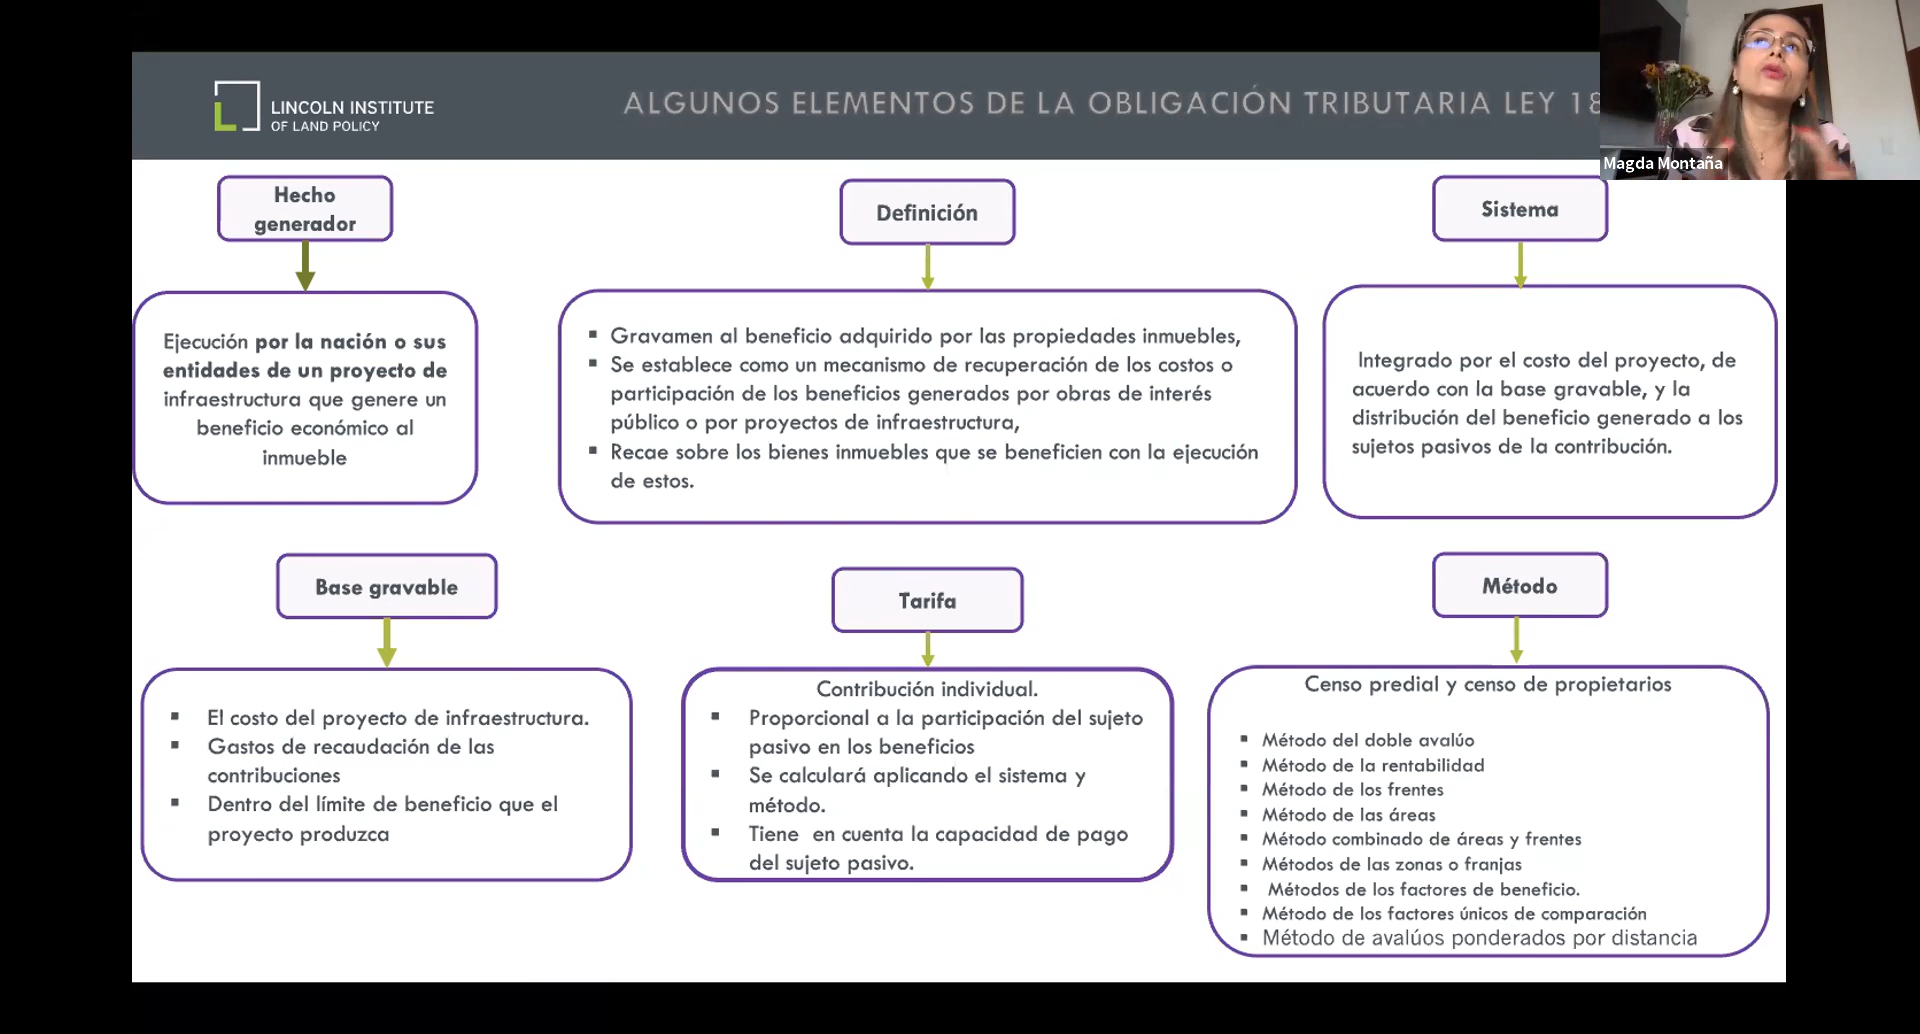 LINCOLN INSTITUTE
OF LAND POLICY
ALGUNOS ELEMENTOS DE LA OBLIGACIÓN TRIBUTARIA LEY 18
Magda Montaña
Hecho
generador
Ejecución por la nación o sus
entidades de un proyecto de
infraestructura que genere un
beneficio económico al
inmueble
Definición
▪ Gravamen al beneficio adquirido por las propiedades inmuebles,
▪ Se establece como un mecanismo de recuperación de los costos o
participación de los beneficios generados por obras de interés
público o por proyectos de infraestructura,
▪ Recae sobre los bienes inmuebles que se beneficien con la ejecución
de estos.
Sistema
Integrado por el costo del proyecto, de
acuerdo con la base gravable, y la
distribución del beneficio generado a los
sujetos pasivos de la contribución.
Base gravable
▪ El costo del proyecto de infraestructura.
▪ Gastos de recaudación de las
contribuciones
▪ Dentro del límite de beneficio que el
proyecto produzca
Tarifa
Contribución individual.
▪ Proporcional a la participación del sujeto
pasivo en los beneficios
▪ Se calculará aplicando el sistema y
método.
▪ Tiene en cuenta la capacidad de pago
del sujeto pasivo.
Método
Censo predial y censo de propietarios
▪ Método del doble avalúo
▪ Método de la rentabilidad
▪ Método de los frentes
▪ Método de las áreas
▪ Método combinado de áreas y frentes
▪ Métodos de las zonas o franjas
▪ Métodos de los factores de beneficio.
▪ Método de los factores únicos de comparación
▪ Método de avalúos ponderados por distancia